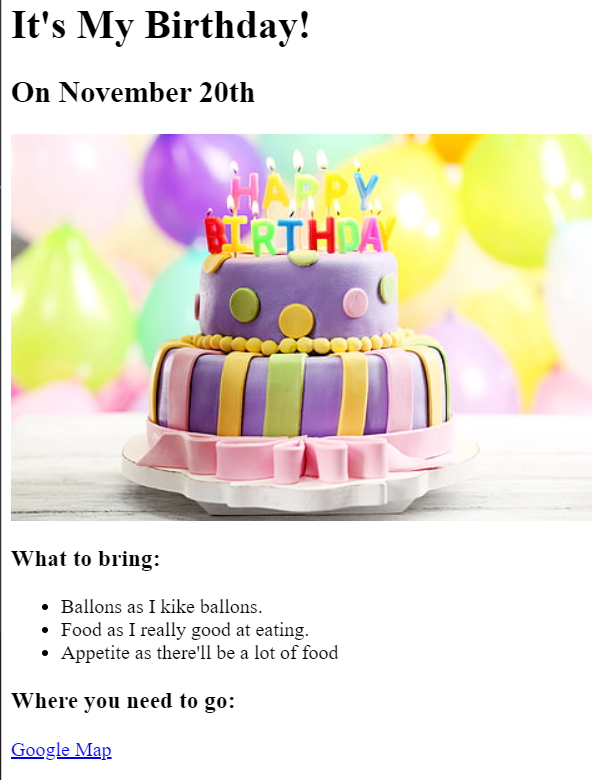 It's My Birthday!
On November 20th
HAPPY
BIRTHDAY
What to bring:
Ballons as I kike ballons.
Food as I really good at eating.
Appetite as there'll be a lot of food
Where you need to go:
Google Map